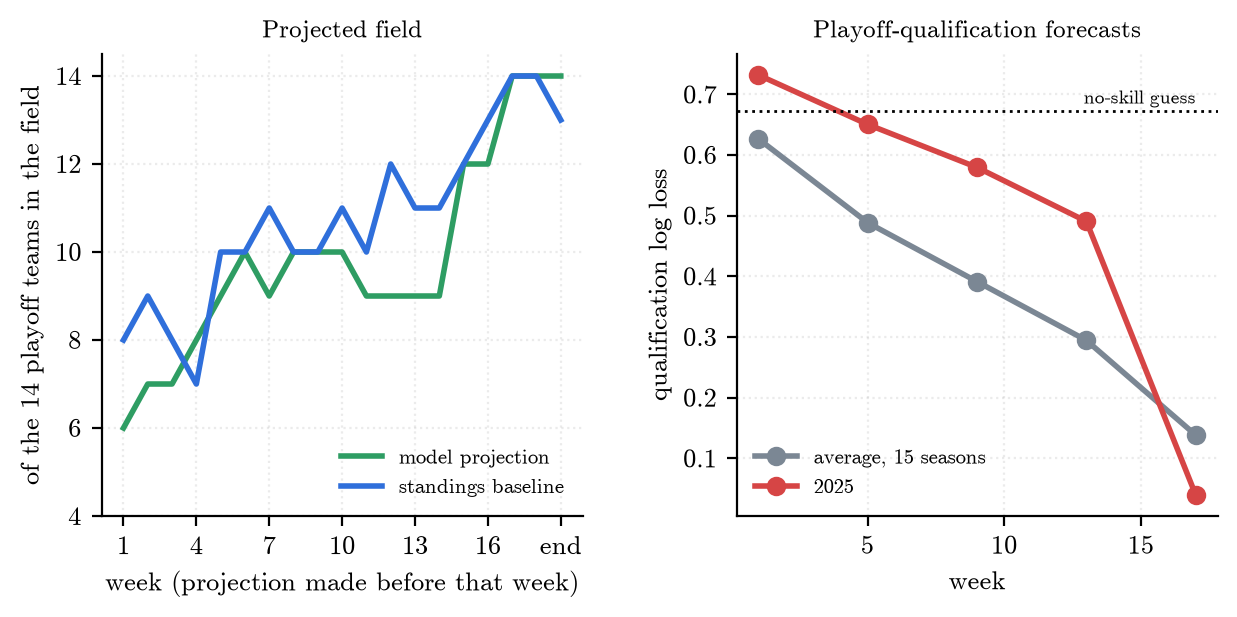 Projected field
of the 14 playoff teams in the field
14
12
10
8
6
4
model projection
standings baseline
1 4 7 10 13 16 end
week (projection made before that week)
Playoff-qualification forecasts
qualification log loss
0.7
0.6
0.5
0.4
0.3
0.2
0.1
no-skill guess
average, 15 seasons
2025
5 10 15
week